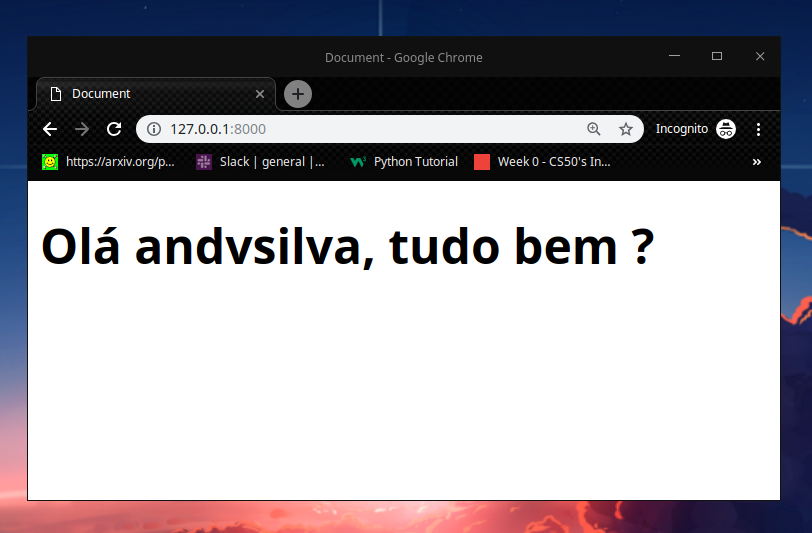 Document - Google Chrome
Document
127.0.0.1:8000
Incognito
https://arxiv.org/p...
Slack | general |...
Python Tutorial
Week 0 - CS50's In...
Olá andvsilva, tudo bem ?